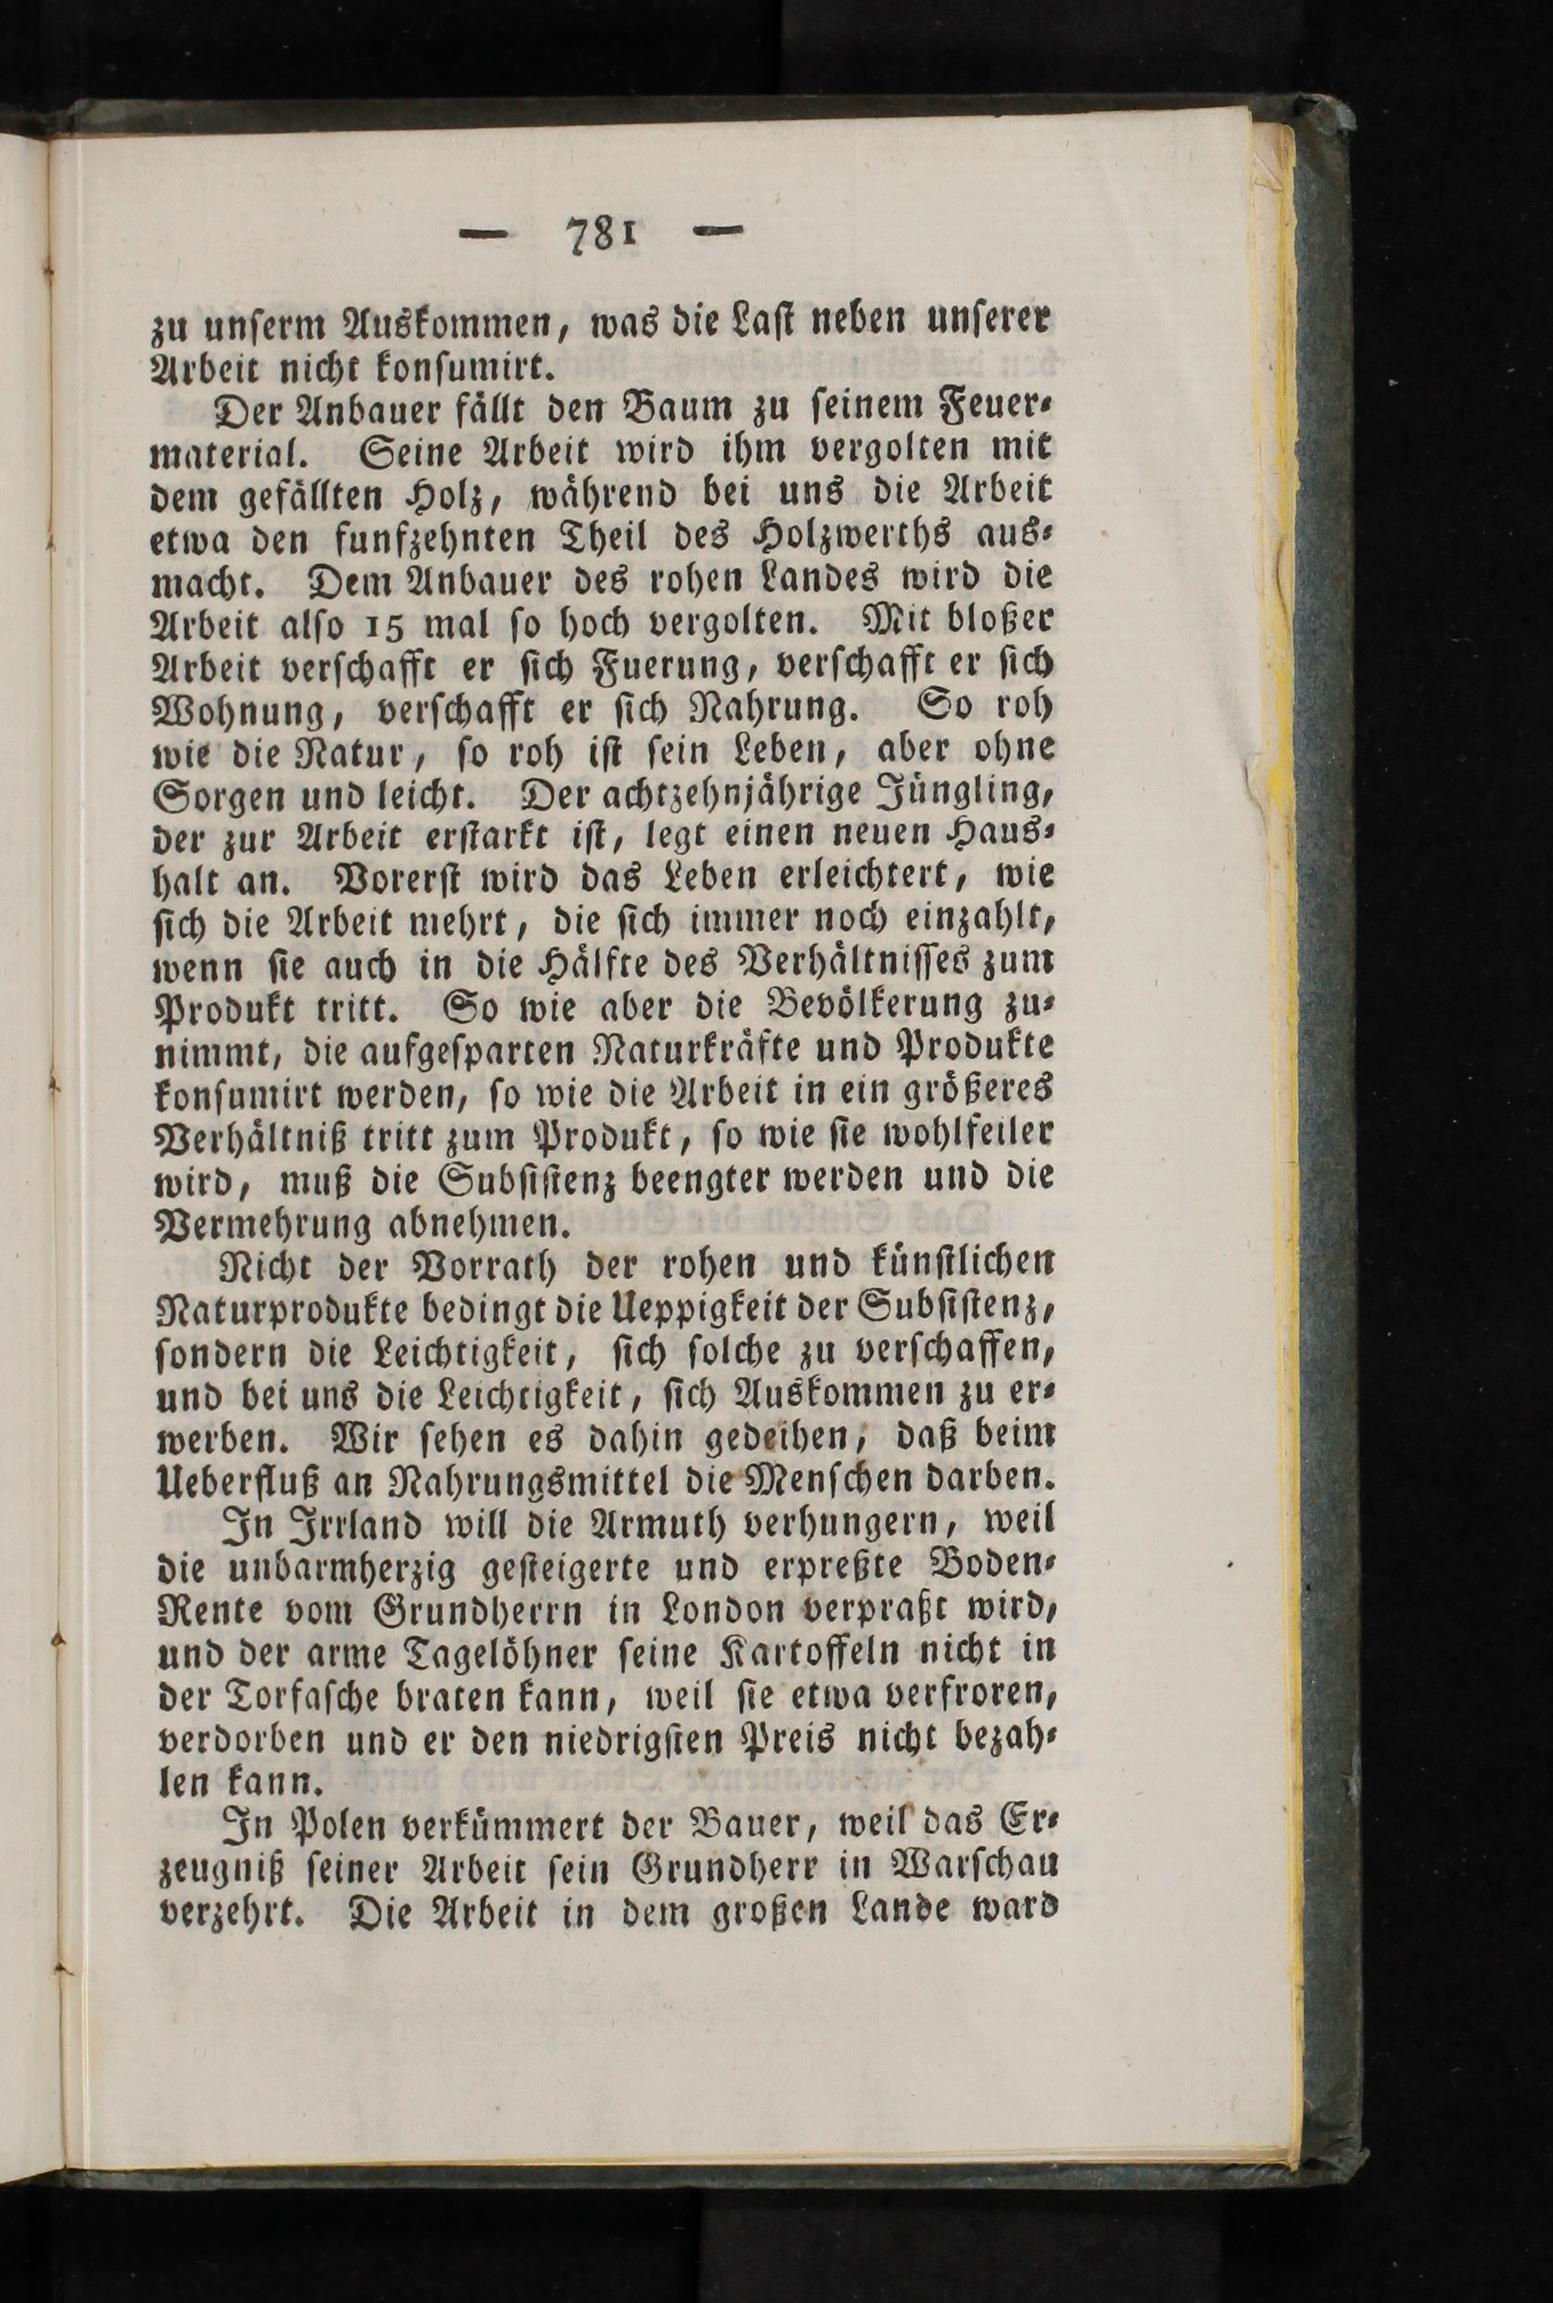 — 781 —
zu unserm Auskommen, was die Last neben unserer
Arbeit nicht konsumirt.
Der Anbauer fällt den Baum zu seinem Feuer-
material. Seine Arbeit wird ihm vergolten mit
dem gefällten Holz, während bei uns die Arbeit
etwa den funfzehnten Theil des Holzwerths aus-
macht. Dem Anbauer des rohen Landes wird die
Arbeit also 15 mal so hoch vergolten. Mit bloßer
Arbeit verschafft er sich Fuerung, verschafft er sich
Wohnung, verschafft er sich Nahrung. So roh
wie die Natur, so roh ist sein Leben, aber ohne
Sorgen und leicht. Der achtzehnjährige Jüngling,
der zur Arbeit erstarkt ist, legt einen neuen Haus-
halt an. Vorerst wird das Leben erleichtert, wie
sich die Arbeit mehrt, die sich immer noch einzahlt,
wenn sie auch in die Hälfte des Verhältnisses zum
Produkt tritt. So wie aber die Bevölkerung zu-
nimmt, die aufgesparten Naturkräfte und Produkte
konsumirt werden, so wie die Arbeit in ein größeres
Verhältniß tritt zum Produkt, so wie sie wohlfeiler
wird, muß die Subsistenz beengter werden und die
Vermehrung abnehmen.
Nicht der Vorrath der rohen und künstlichen
Naturprodukte bedingt die Ueppigkeit der Subsistenz,
sondern die Leichtigkeit, sich solche zu verschaffen,
und bei uns die Leichtigkeit, sich Auskommen zu er-
werben. Wir sehen es dahin gedeihen, daß beim
Ueberfluß an Nahrungsmittel die Menschen darben.
In Irrland will die Armuth verhungern, weil
die unbarmherzig gesteigerte und erpreßte Boden-
Rente vom Grundherrn in London verpraßt wird,
und der arme Tagelöhner seine Kartoffeln nicht in
der Torfasche braten kann, weil sie etwa verfroren,
verdorben und er den niedrigsten Preis nicht bezah-
len kann.
In Polen verkümmert der Bauer, weil das Er-
zeugniß seiner Arbeit sein Grundherr in Warschau
verzehrt. Die Arbeit in dem großen Lande ward